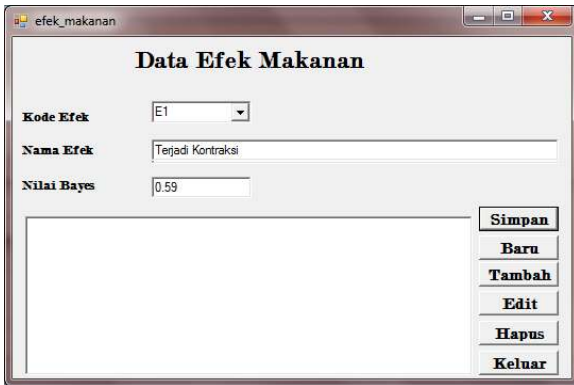 efek_makanan
Data Efek Makanan
Kode Efek E1
Nama Efek Terjadi Kontraksi
Nilai Bayes 0.59
Simpan
Baru
Tambah
Edit
Hapus
Keluar